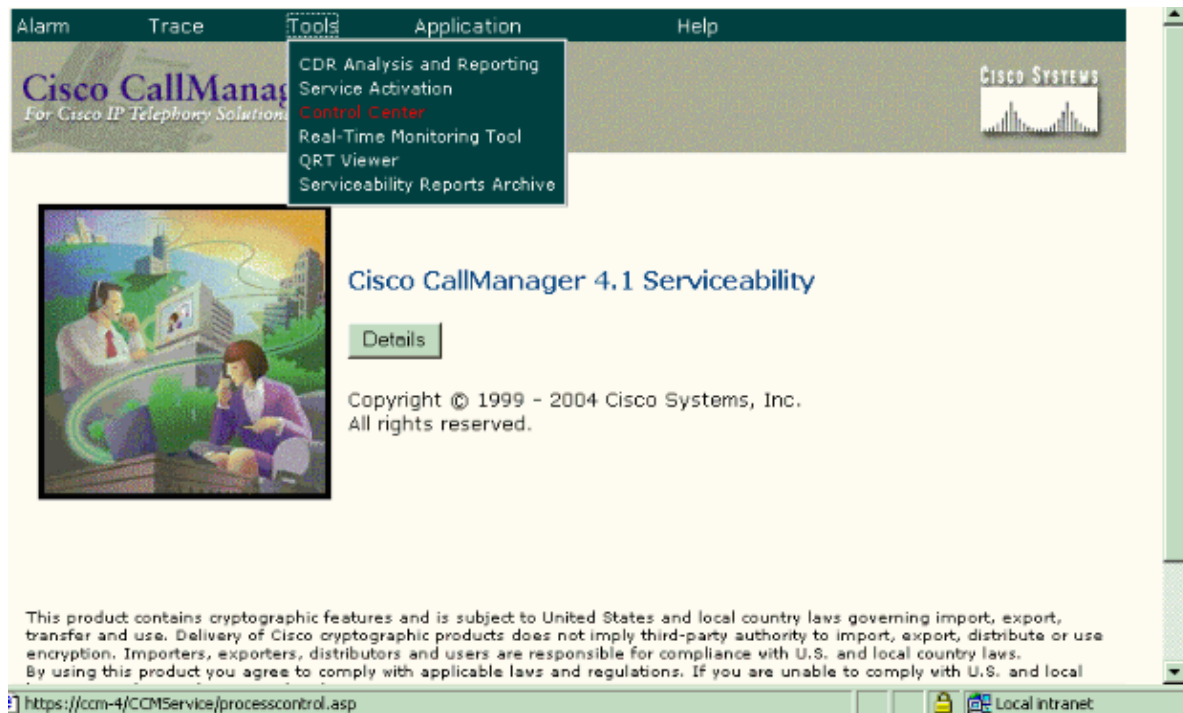 Alarm Trace Tools Application Help
CDR Analysis and Reporting
Service Activation
Control Center
Real-Time Monitoring Tool
QRT Viewer
Serviceability Reports Archive
Cisco CallManag
For Cisco IP Telephony Solution
CISCO SYSTEMS
Cisco CallManager 4.1 Serviceability
Details
Copyright © 1999 - 2004 Cisco Systems, Inc.
All rights reserved.
This product contains cryptographic features and is subject to United States and local country laws governing import, export,
transfer and use. Delivery of Cisco cryptographic products does not imply third-party authority to import, export, distribute or use
encryption. Importers, exporters, distributors and users are responsible for compliance with U.S. and local country laws.
By using this product you agree to comply with applicable laws and regulations. If you are unable to comply with U.S. and local
https://ccm-4/CCMService/processcontrol.asp
Local intranet